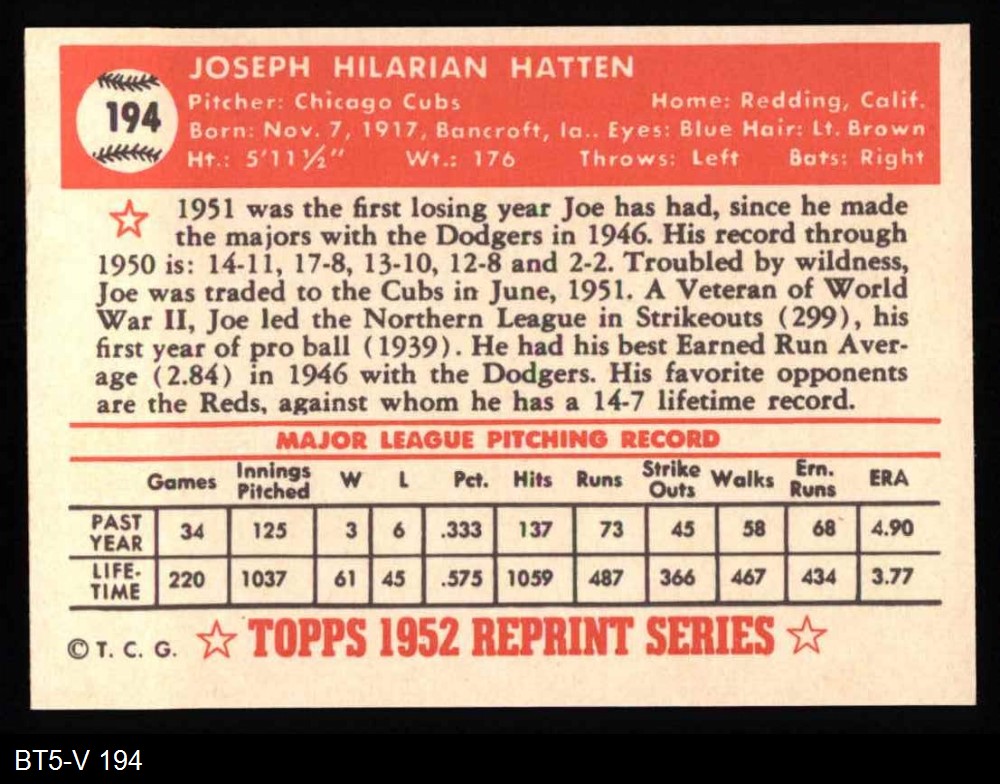 194
JOSEPH HILARIAN HATTEN
Pitcher: Chicago Cubs Home: Redding, Calif.
Born: Nov. 7, 1917, Bancroft, Ia.. Eyes: Blue Hair: Lt. Brown
Ht.: 5'11½" Wt.: 176 Throws: Left Bats: Right
1951 was the first losing year Joe has had, since he made
the majors with the Dodgers in 1946. His record through
1950 is: 14-11, 17-8, 13-10, 12-8 and 2-2. Troubled by wildness,
Joe was traded to the Cubs in June, 1951. A Veteran of World
War II, Joe led the Northern League in Strikeouts (299), his
first year of pro ball (1939). He had his best Earned Run Aver-
age (2.84) in 1946 with the Dodgers. His favorite opponents
are the Reds, against whom he has a 14-7 lifetime record.
MAJOR LEAGUE PITCHING RECORD
Games Innings Pitched W L Pct. Hits Runs Strike Outs Walks Ern. Runs ERA
PAST YEAR 34 125 3 6 .333 137 73 45 58 68 4.90
LIFE-TIME 220 1037 61 45 .575 1059 487 366 467 434 3.77
© T. C. G. TOPPS 1952 REPRINT SERIES
BT5-V 194